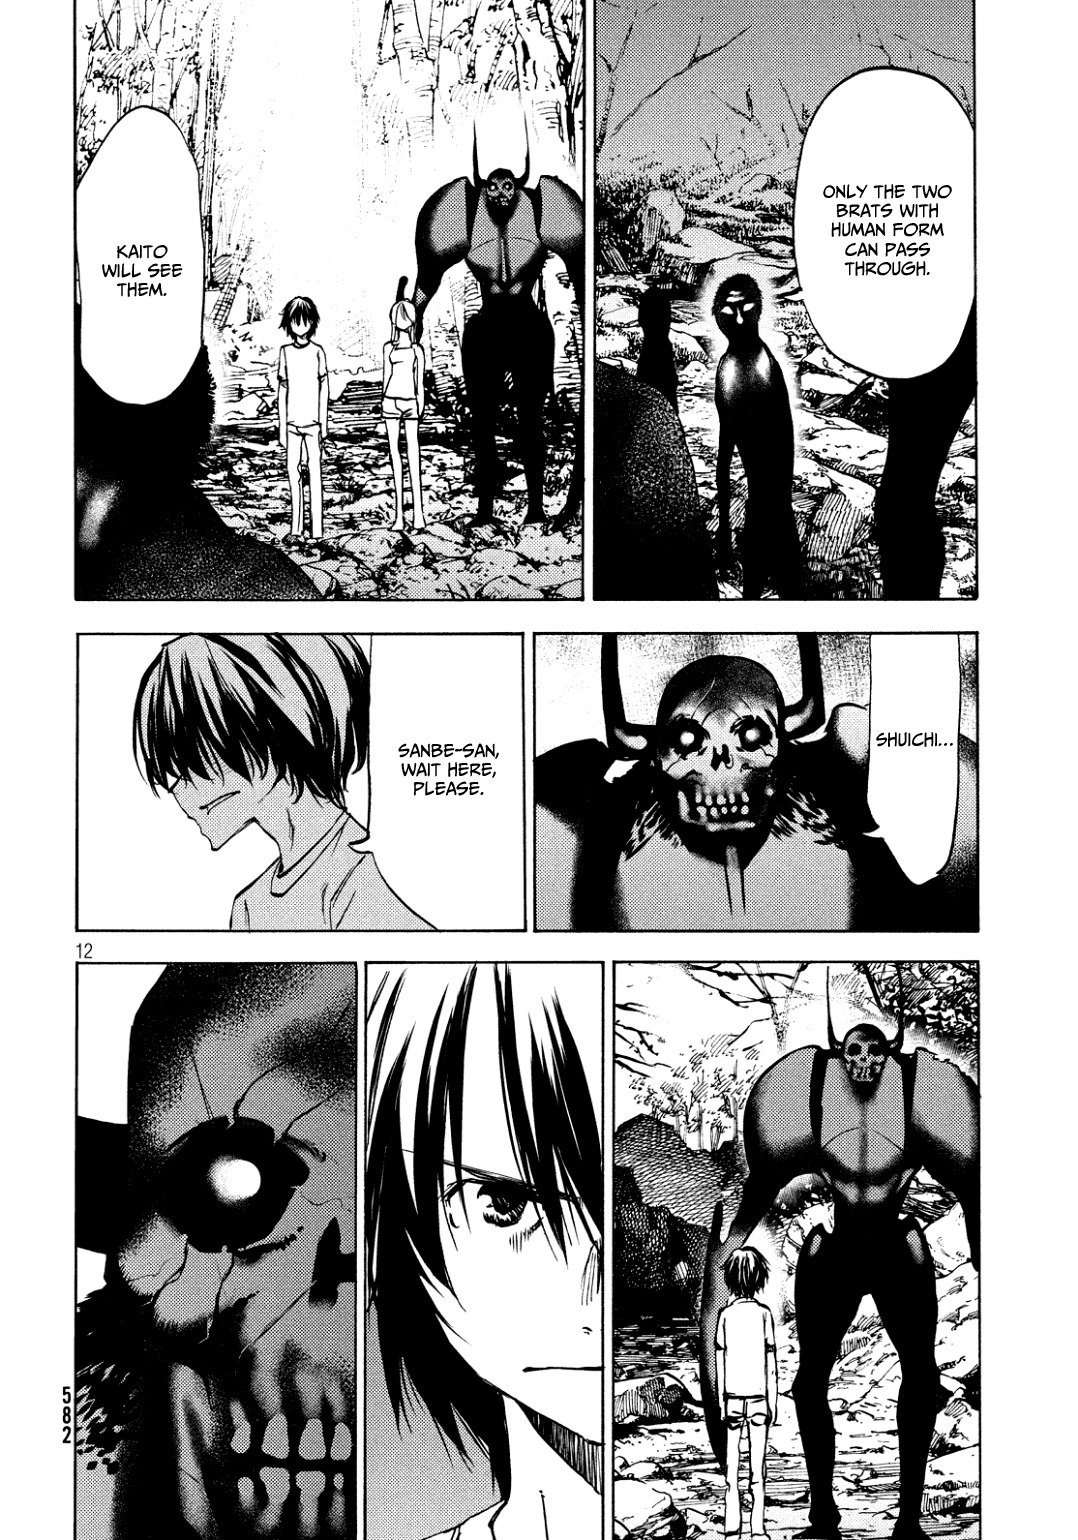 ONLY THE TWO
BRATS WITH
HUMAN FORM
CAN PASS
THROUGH.
KAITO
WILL SEE
THEM.
SHUICHI...
SANBE-SAN,
WAIT HERE,
PLEASE.
12
582